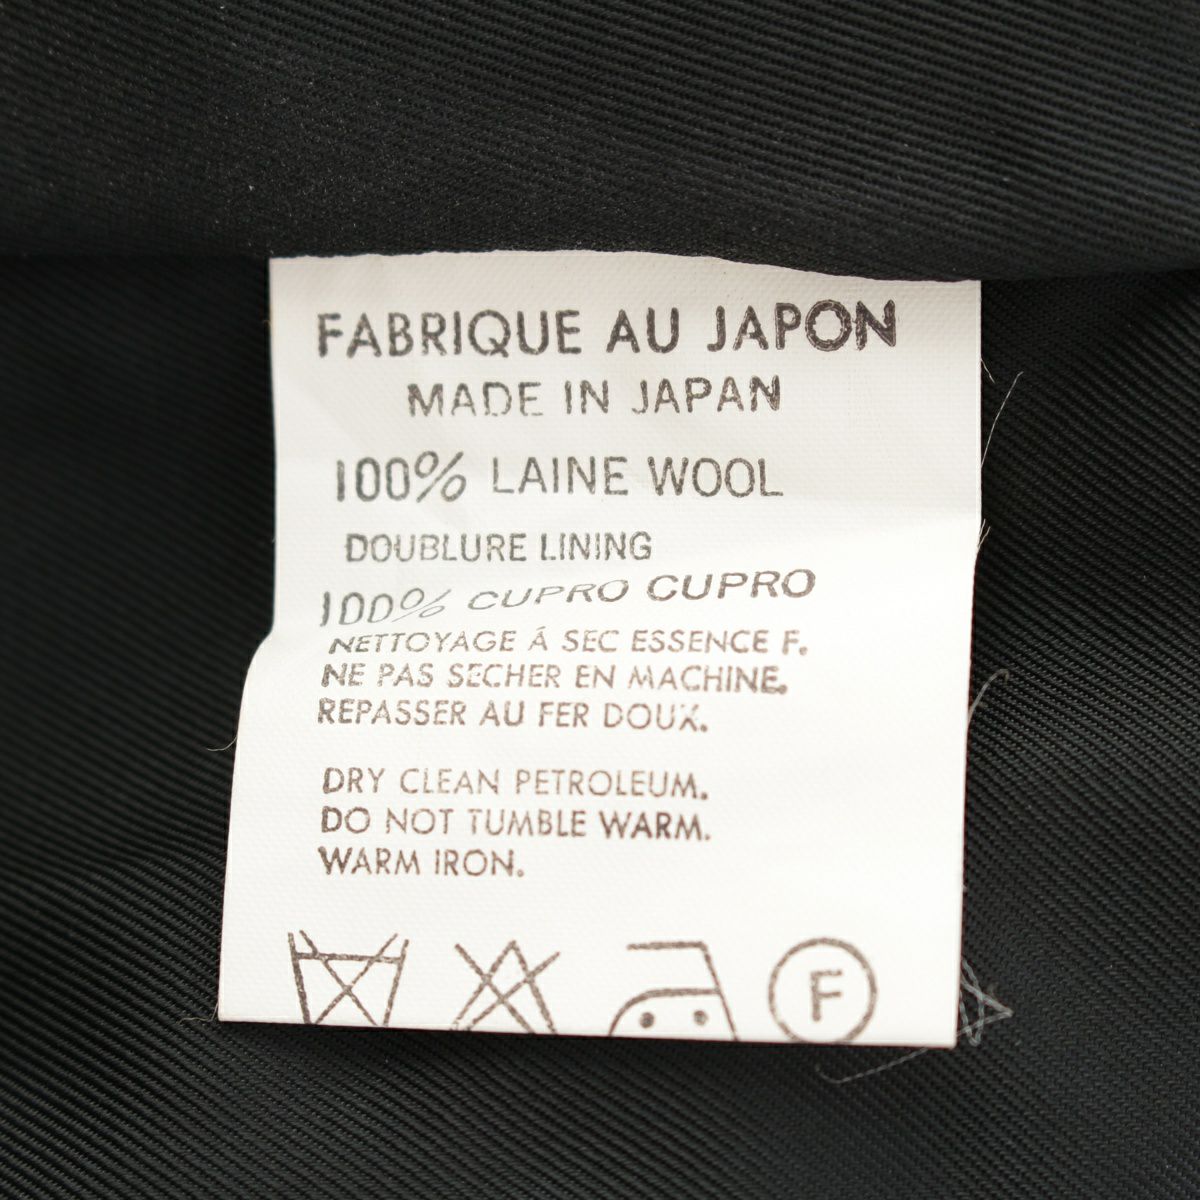 FABRIQUE AU JAPON
MADE IN JAPAN
100% LAINE WOOL
DOUBLURE LINING
100% CUPRO CUPRO
NETTOYAGE Á SEC ESSENCE F.
NE PAS SECHER EN MACHINE.
REPASSER AU FER DOUX.
DRY CLEAN PETROLEUM.
DO NOT TUMBLE WARM.
WARM IRON.
F